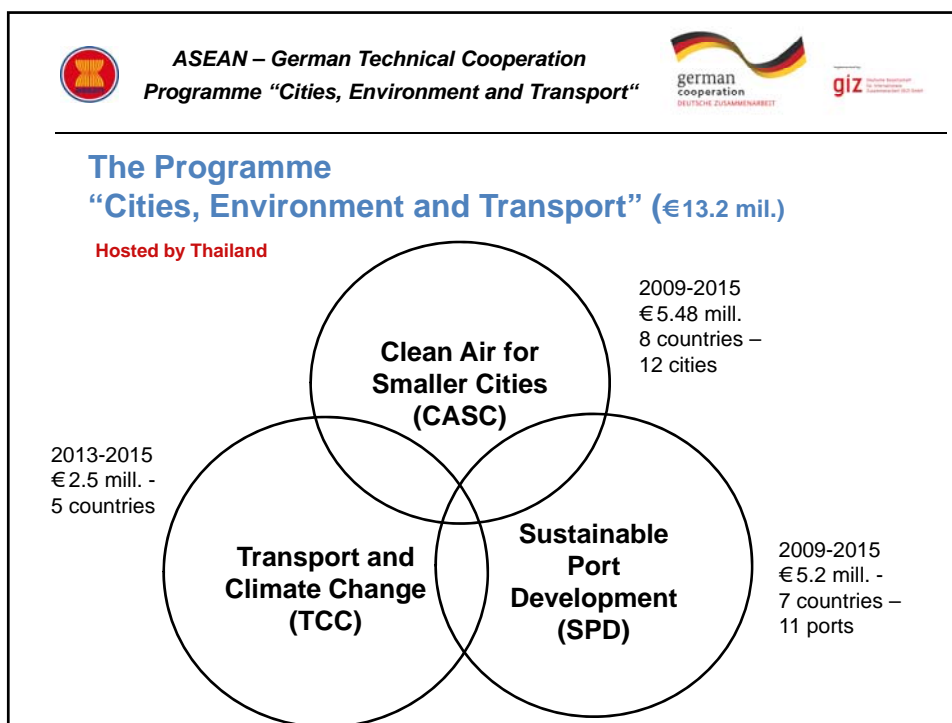 ASEAN – German Technical Cooperation
Programme “Cities, Environment and Transport“
german
cooperation
DEUTSCHE ZUSAMMENARBEIT
giz
The Programme
“Cities, Environment and Transport” (€13.2 mil.)
Hosted by Thailand
2009-2015
€5.48 mill.
8 countries –
12 cities
Clean Air for
Smaller Cities
(CASC)
2013-2015
€2.5 mill. -
5 countries
Transport and
Climate Change
(TCC)
Sustainable
Port
Development
(SPD)
2009-2015
€5.2 mill. -
7 countries –
11 ports